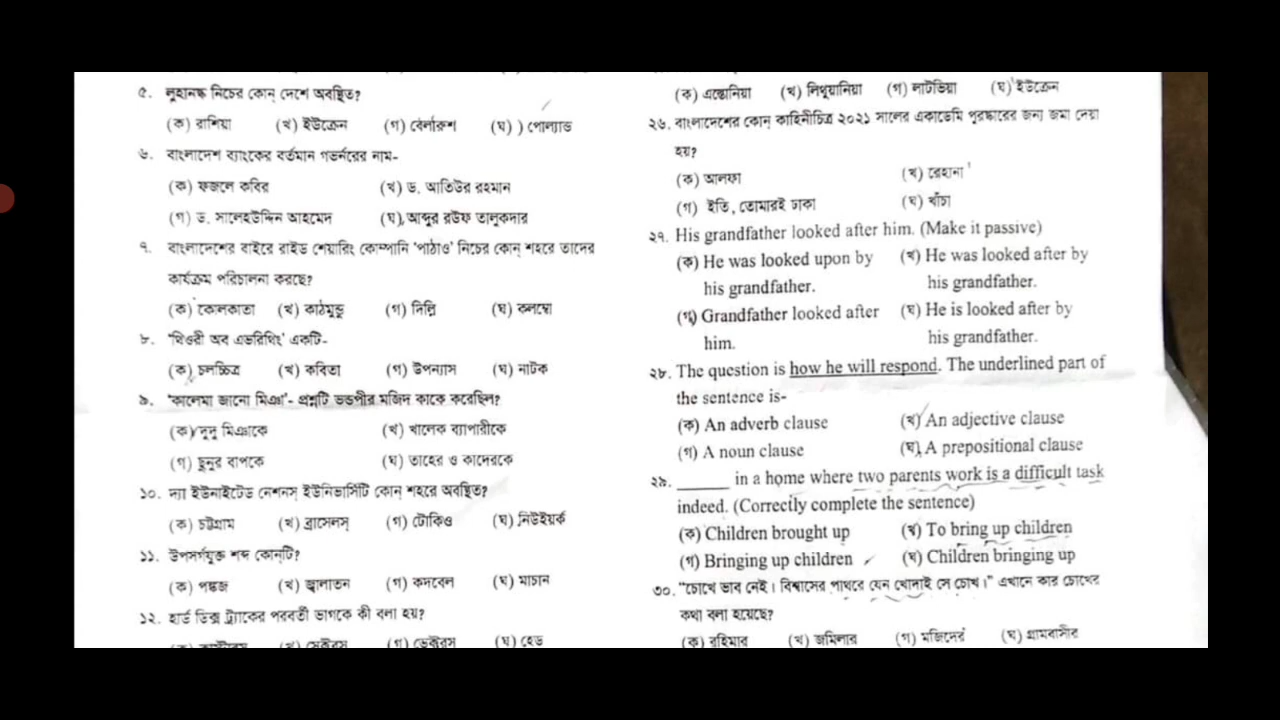 ৫. লুহানস্ক নিচের কোন্ দেশে অবস্থিত?
(ক) রাশিয়া (খ) ইউক্রেন (গ) বেলারুশ (ঘ) ) পোল্যান্ড
৬. বাংলাদেশ ব্যাংকের বর্তমান গভর্নরের নাম-
(ক) ফজলে কবির (খ) ড. আতিউর রহমান
(গ) ড. সালেহউদ্দিন আহমেদ (ঘ) আব্দুর রউফ তালুকদার
৭. বাংলাদেশের বাইরে রাইড শেয়ারিং কোম্পানি 'পাঠাও' নিচের কোন্ শহরে তাদের
কার্যক্রম পরিচালনা করছে?
(ক) কোলকাতা (খ) কাঠমুন্ডু (গ) দিল্লি (ঘ) কলম্বো
৮. 'থিওরী অব এভরিথিং' একটি-
(ক) চলচ্চিত্র (খ) কবিতা (গ) উপন্যাস (ঘ) নাটক
৯. 'কালেমা জানো মিঞা'- প্রশ্নটি ভন্ডপীর মজিদ কাকে করেছিল?
(ক) দুদু মিঞাকে (খ) খালেক ব্যাপারীকে
(গ) ছুনুর বাপকে (ঘ) তাহের ও কাদেরকে
১০. দ্যা ইউনাইটেড নেশনস্ ইউনিভার্সিটি কোন্ শহরে অবস্থিত?
(ক) চট্টগ্রাম (খ) ব্রাসেলস্ (গ) টোকিও (ঘ) নিউইয়র্ক
১১. উপসর্গযুক্ত শব্দ কোন্‌টি?
(ক) পঙ্কজ (খ) জ্বালাতন (গ) কদবেল (ঘ) মাচান
১২. হার্ড ডিক্স ট্র্যাকের পরবর্তী ভাগকে কী বলা হয়?
(ক) ক্লাস্টারস্ (খ) সেক্টরস্ (গ) ভেক্টরস্ (ঘ) হেড
(ক) এস্তোনিয়া (খ) লিথুয়ানিয়া (গ) লাটভিয়া (ঘ) ইউক্রেন
২৬. বাংলাদেশের কোন্ কাহিনীচিত্র ২০২১ সালের একাডেমি পুরস্কারের জন্য জমা দেয়া
হয়?
(ক) আলফা (খ) রেহানা
(গ) ইতি, তোমারই ঢাকা (ঘ) খাঁচা
২৭. His grandfather looked after him. (Make it passive)
(ক) He was looked upon by (খ) He was looked after by
his grandfather. his grandfather.
(গ) Grandfather looked after (ঘ) He is looked after by
him. his grandfather.
২৮. The question is how he will respond. The underlined part of
the sentence is-
(ক) An adverb clause (খ) An adjective clause
(গ) A noun clause (ঘ) A prepositional clause
২৯. ______ in a home where two parents work is a difficult task
indeed. (Correctly complete the sentence)
(ক) Children brought up (খ) To bring up children
(গ) Bringing up children (ঘ) Children bringing up
৩০. "চোখে ভাব নেই। বিশ্বাসের পাথরে যেন খোদাই সে চোখ।" এখানে কার চোখের
কথা বলা হয়েছে?
(ক) রহিমার (খ) জমিলার (গ) মজিদের (ঘ) গ্রামবাসীর